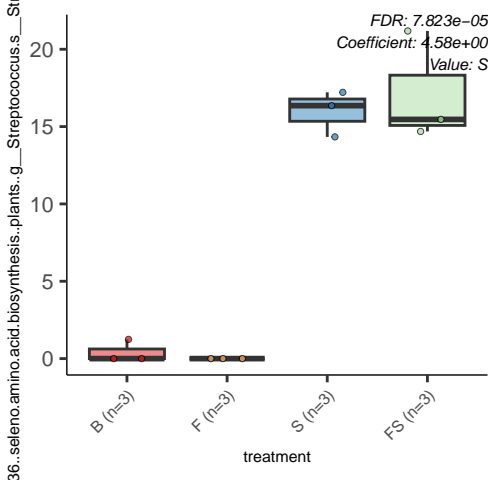 FDR: 7.823e−05
Coefficient: 4.58e+00
Value: S
36..seleno.amino.acid.biosynthesis..plants..g__Streptococcus.s__Str
20
15
10
5
0
B (n=3)
F (n=3)
S (n=3)
FS (n=3)
treatment